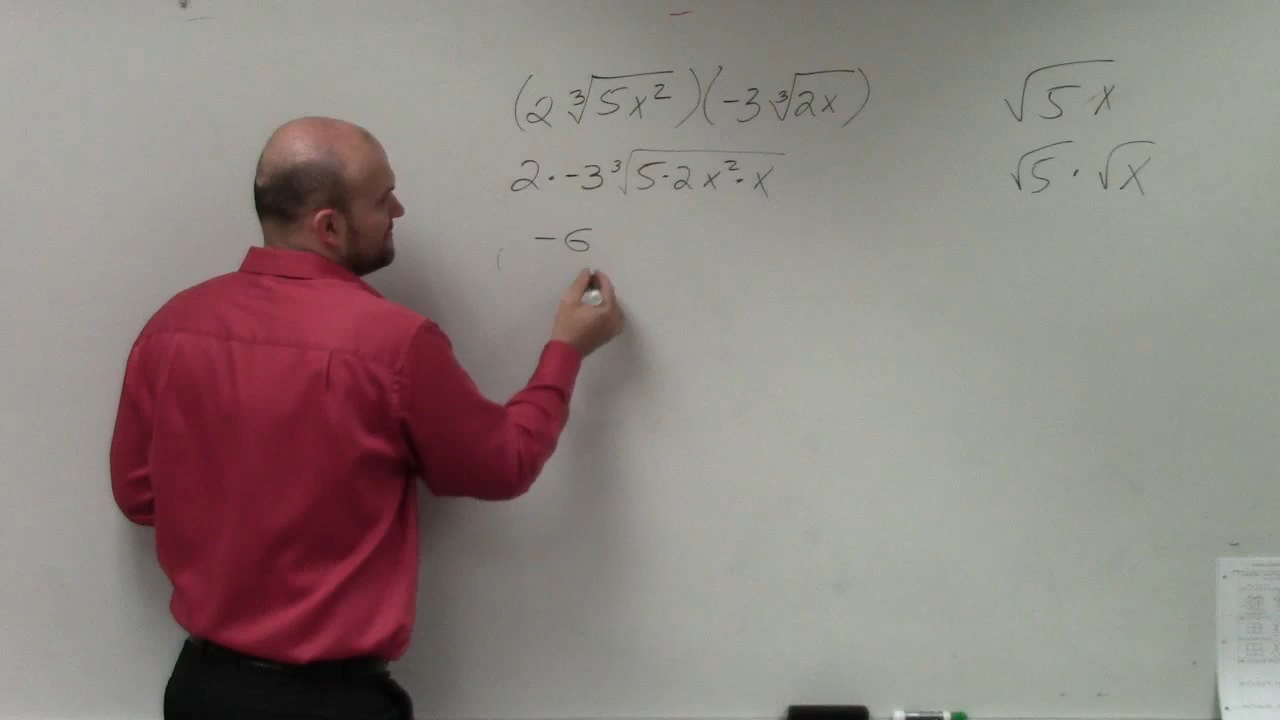 (2∛5x²)(-3∛2x)
2·-3∛5·2x²·x
-6
√5x
√5·√x